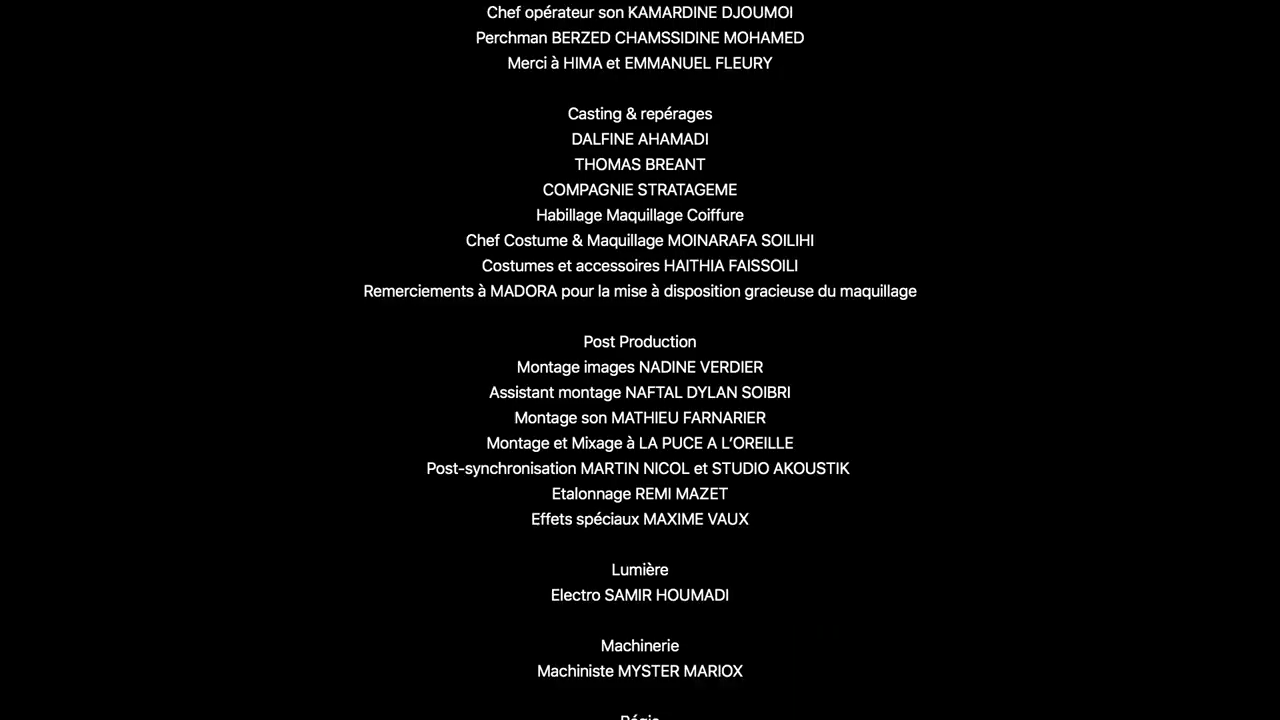 Chef opérateur son KAMARDINE DJOUMOI
Perchman BERZED CHAMSSIDINE MOHAMED
Merci à HIMA et EMMANUEL FLEURY
Casting & repérages
DALFINE AHAMADI
THOMAS BREANT
COMPAGNIE STRATAGEME
Habillage Maquillage Coiffure
Chef Costume & Maquillage MOINARAFA SOILIHI
Costumes et accessoires HAITHIA FAISSOILI
Remerciements à MADORA pour la mise à disposition gracieuse du maquillage
Post Production
Montage images NADINE VERDIER
Assistant montage NAFTAL DYLAN SOIBRI
Montage son MATHIEU FARNARIER
Montage et Mixage à LA PUCE A L’OREILLE
Post-synchronisation MARTIN NICOL et STUDIO AKOUSTIK
Etalonnage REMI MAZET
Effets spéciaux MAXIME VAUX
Lumière
Electro SAMIR HOUMADI
Machinerie
Machiniste MYSTER MARIOX